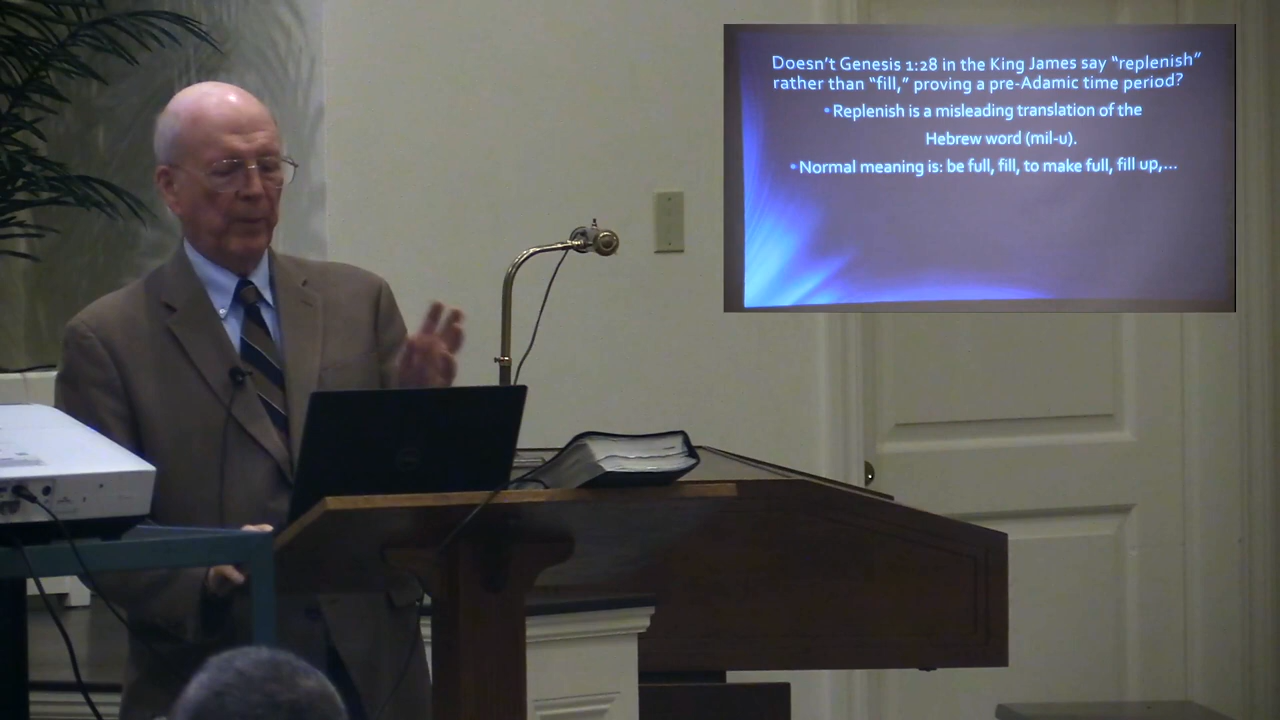 Doesn't Genesis 1:28 in the King James say "replenish"
rather than "fill," proving a pre-Adamic time period?
• Replenish is a misleading translation of the
Hebrew word (mil-u).
• Normal meaning is: be full, fill, to make full, fill up,...